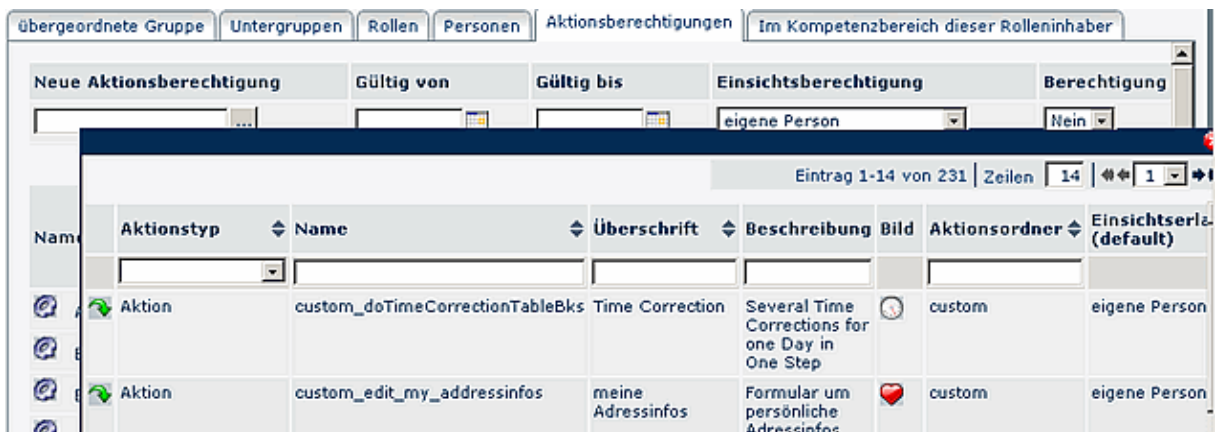 übergeordnete Gruppe Untergruppen Rollen Personen Aktionsberechtigungen Im Kompetenzbereich dieser Rolleninhaber
Neue Aktionsberechtigung Gültig von Gültig bis Einsichtsberechtigung Berechtigung
... eigene Person Nein
Eintrag 1-14 von 231 Zeilen 14 1
Aktionstyp Name Überschrift Beschreibung Bild Aktionsordner
(default)
Aktion custom_doTimeCorrectionTableBks Time Correction Several Time custom eigene Person
Corrections for
one Day in
One Step
Aktion custom_edit_my_addressinfos meine Formular um custom eigene Person
Adressinfos persönliche
Adressinfos